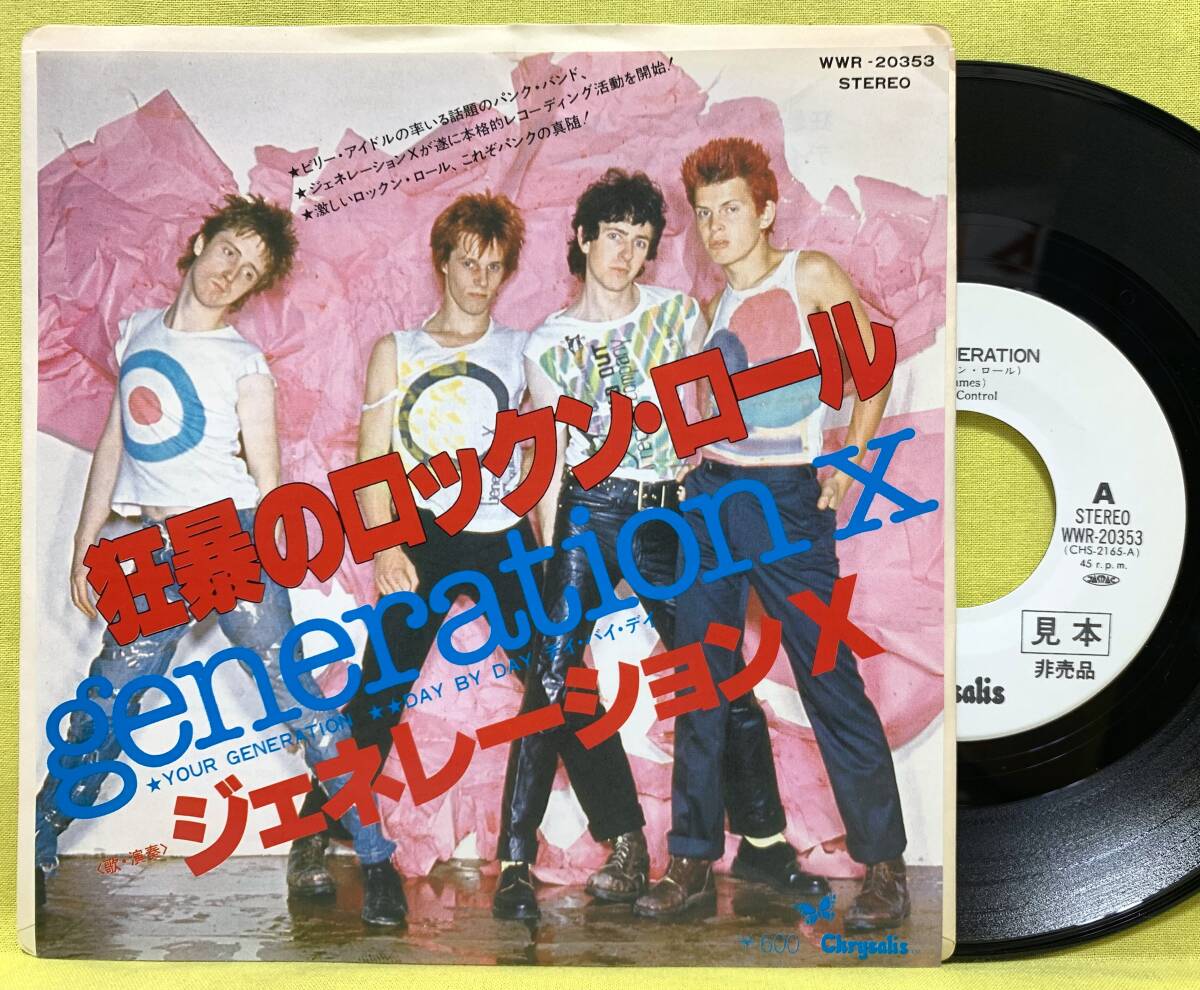 WWR-20353
STEREO
★ビリー・アイドルの率いる話題のパンク・バンド、
★ジェネレーションXが遂に本格的レコーディング活動を開始!
★激しいロックン・ロール、これぞパンクの真随!
狂暴のロックン・ロール
generation X
★YOUR GENERATION ★★DAY BY DAY デイ・バイ・デイ
〈歌・演奏〉ジェネレーションX
¥600 Chrysalis
ERATION
ン・ロール)
ames)
Control
A
STEREO
WWR-20353
(CHS-2165-A)
45 r.p.m.
JASRAC
見本
非売品
salis